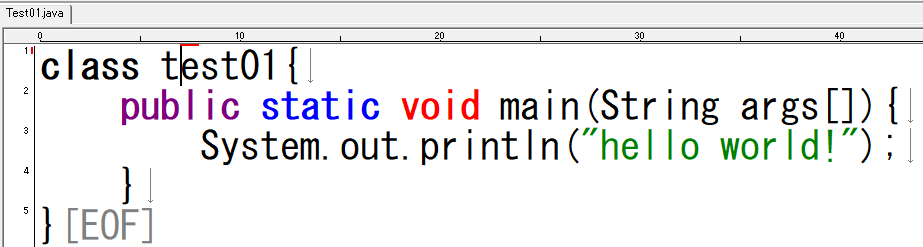 Test01.java
0 10 20 30 40
1 class test01{↓
2 public static void main(String args[]){↓
3 System.out.println("hello world!");↓
4 }↓
5 }[EOF]